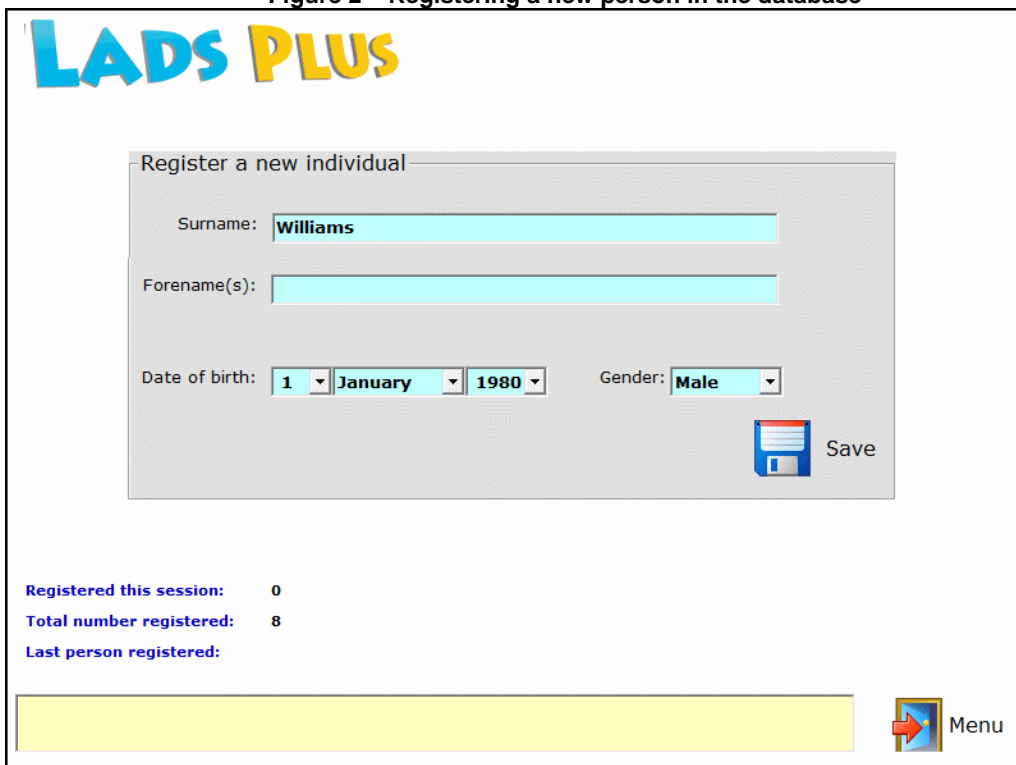 Figure 2 – Registering a new person in the database
LADS PLUS
Register a new individual
Surname: Williams
Forename(s):
Date of birth: 1 January 1980 Gender: Male
Save
Registered this session: 0
Total number registered: 8
Last person registered:
Menu